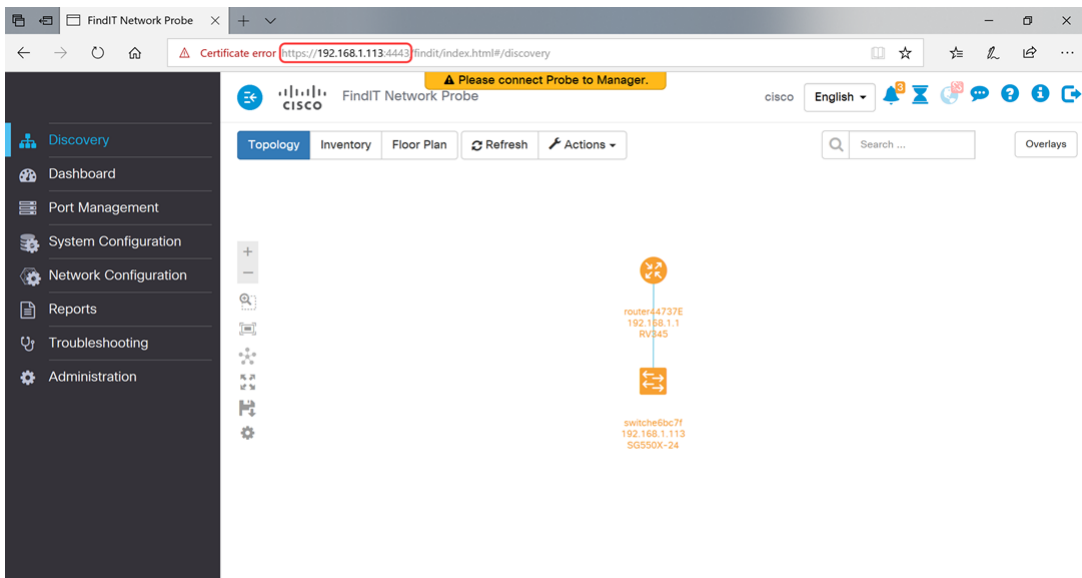 FindIT Network Probe
Certificate error https://192.168.1.113:4443/findit/index.html#/discovery
Please connect Probe to Manager.
cisco FindIT Network Probe cisco English 3
Discovery
Topology Inventory Floor Plan Refresh Actions Search ... Overlays
Dashboard
Port Management
System Configuration
Network Configuration
Reports
Troubleshooting
Administration
router44737E
192.168.1.1
RV345
switche6bc7f
192.168.1.113
SG550X-24